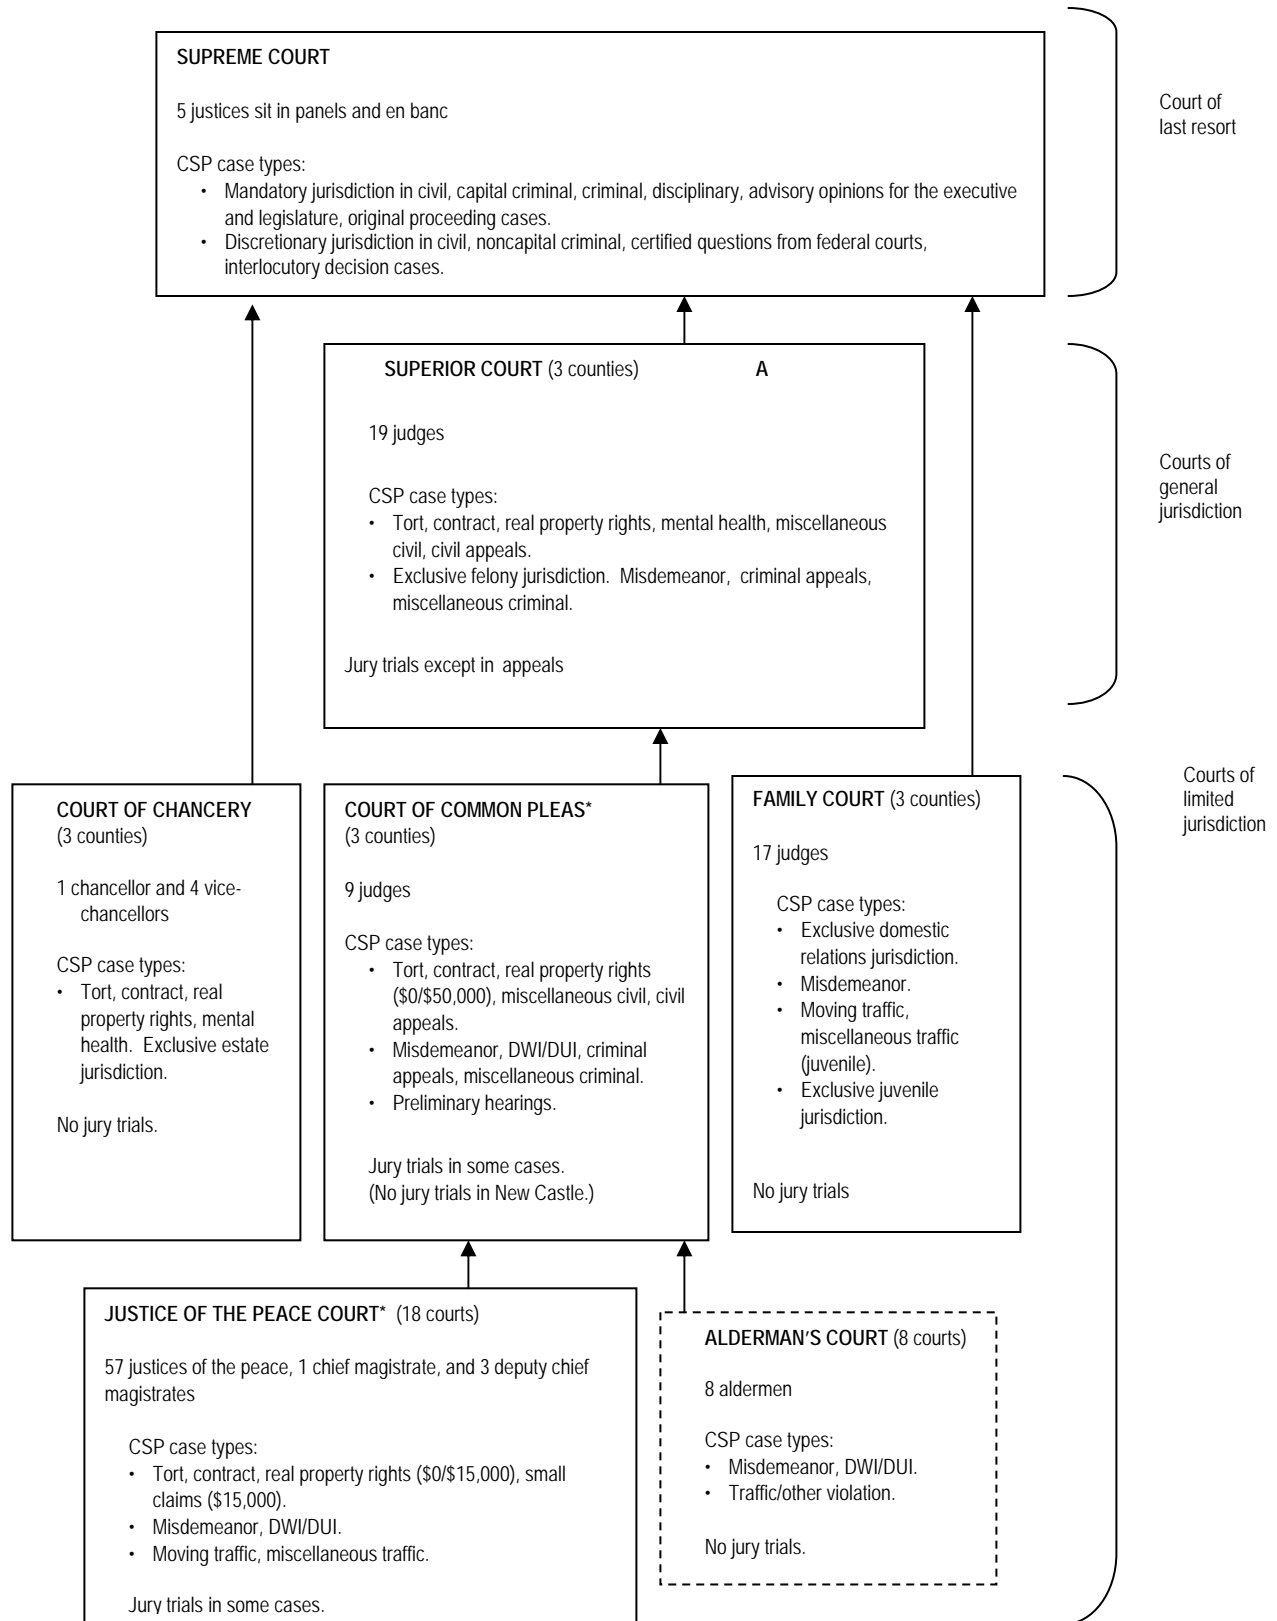 SUPREME COURT
5 justices sit in panels and en banc
CSP case types:
• Mandatory jurisdiction in civil, capital criminal, criminal, disciplinary, advisory opinions for the executive
and legislature, original proceeding cases.
• Discretionary jurisdiction in civil, noncapital criminal, certified questions from federal courts,
interlocutory decision cases.
Court of
last resort
SUPERIOR COURT (3 counties) A
19 judges
CSP case types:
• Tort, contract, real property rights, mental health, miscellaneous
civil, civil appeals.
• Exclusive felony jurisdiction. Misdemeanor, criminal appeals,
miscellaneous criminal.
Jury trials except in appeals
Courts of
general
jurisdiction
COURT OF CHANCERY
(3 counties)
1 chancellor and 4 vice-
chancellors
CSP case types:
• Tort, contract, real
property rights, mental
health. Exclusive estate
jurisdiction.
No jury trials.
COURT OF COMMON PLEAS*
(3 counties)
9 judges
CSP case types:
• Tort, contract, real property rights
($0/$50,000), miscellaneous civil, civil
appeals.
• Misdemeanor, DWI/DUI, criminal
appeals, miscellaneous criminal.
• Preliminary hearings.
Jury trials in some cases.
(No jury trials in New Castle.)
FAMILY COURT (3 counties)
17 judges
CSP case types:
• Exclusive domestic
relations jurisdiction.
• Misdemeanor.
• Moving traffic,
miscellaneous traffic
(juvenile).
• Exclusive juvenile
jurisdiction.
No jury trials
Courts of
limited
jurisdiction
JUSTICE OF THE PEACE COURT* (18 courts)
57 justices of the peace, 1 chief magistrate, and 3 deputy chief
magistrates
CSP case types:
• Tort, contract, real property rights ($0/$15,000), small
claims ($15,000).
• Misdemeanor, DWI/DUI.
• Moving traffic, miscellaneous traffic.
Jury trials in some cases.
ALDERMAN'S COURT (8 courts)
8 aldermen
CSP case types:
• Misdemeanor, DWI/DUI.
• Traffic/other violation.
No jury trials.